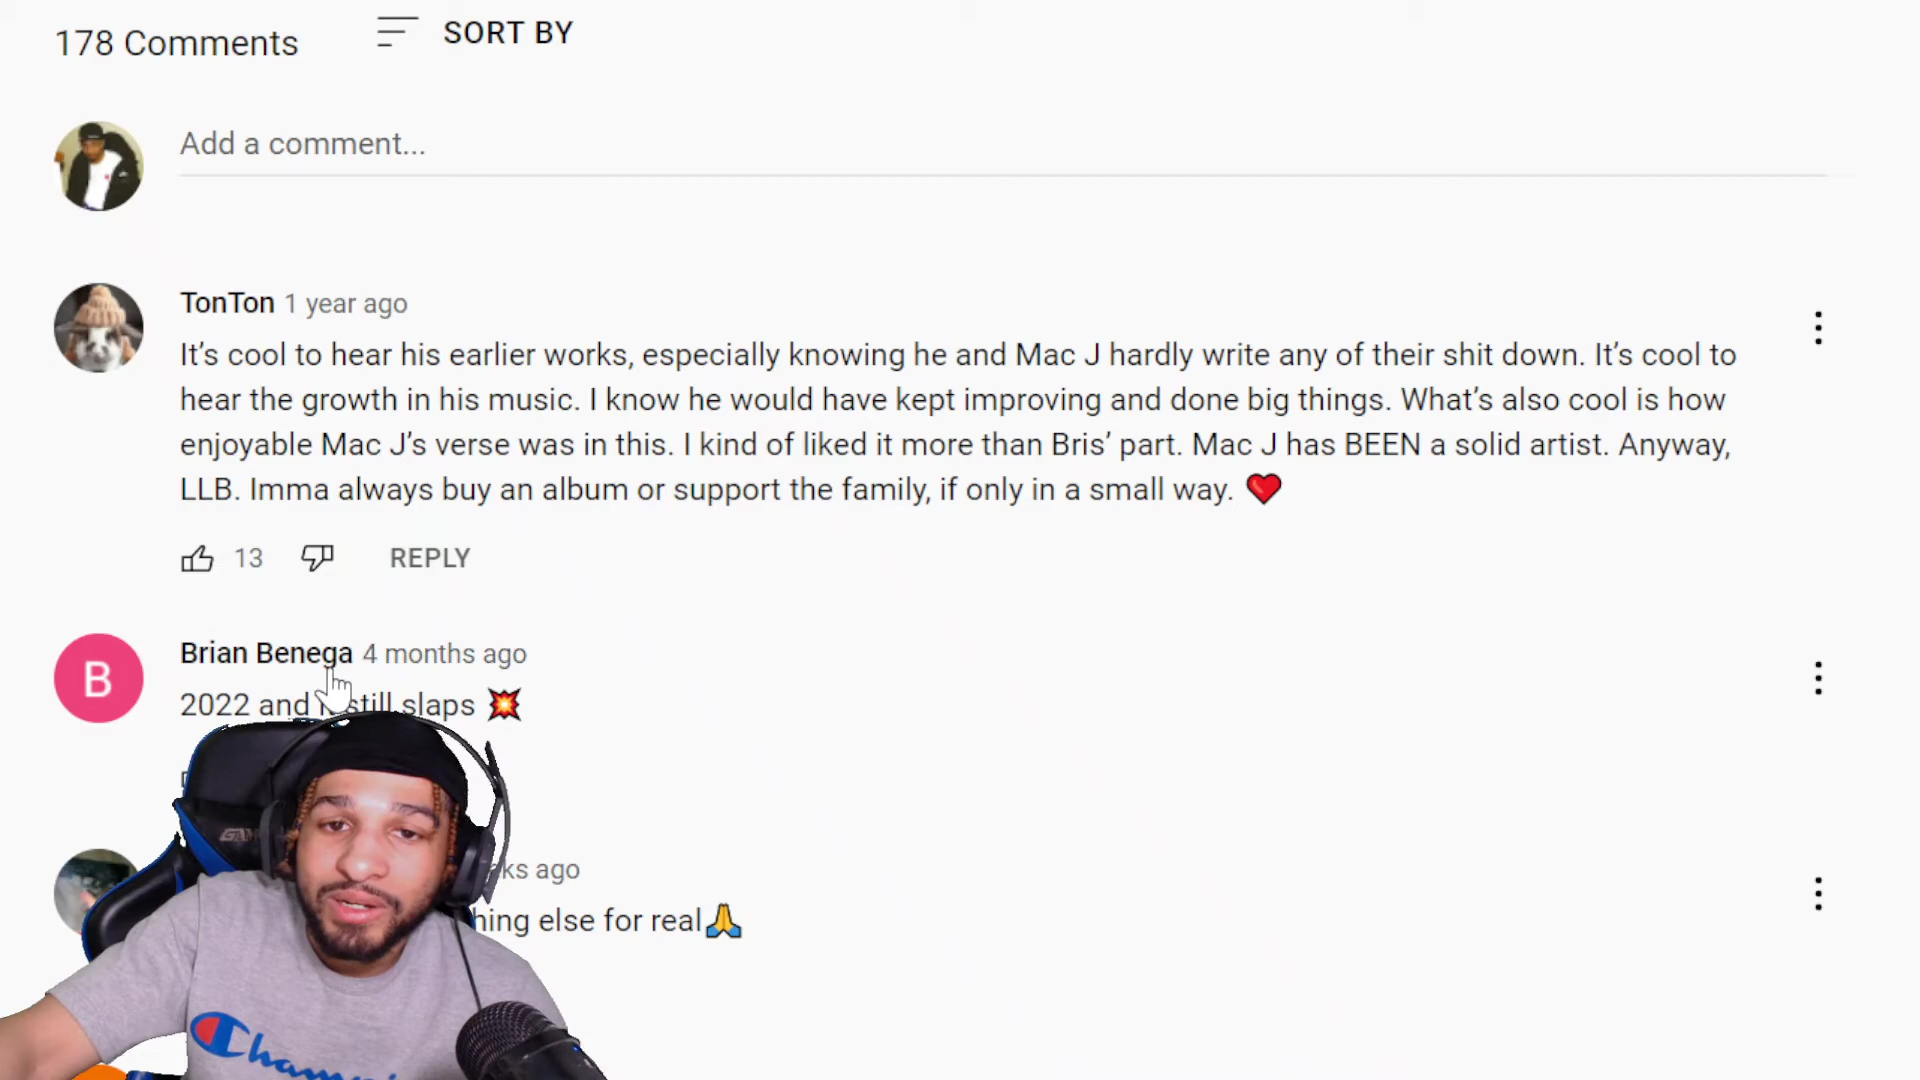 178 Comments
SORT BY
Add a comment...
TonTon 1 year ago
It's cool to hear his earlier works, especially knowing he and Mac J hardly write any of their shit down. It's cool to
hear the growth in his music. I know he would have kept improving and done big things. What's also cool is how
enjoyable Mac J's verse was in this. I kind of liked it more than Bris' part. Mac J has BEEN a solid artist. Anyway,
LLB. Imma always buy an album or support the family, if only in a small way. ❤️
13
REPLY
Brian Benega 4 months ago
B
2022 and still slaps 💥
ago
else for real🙏